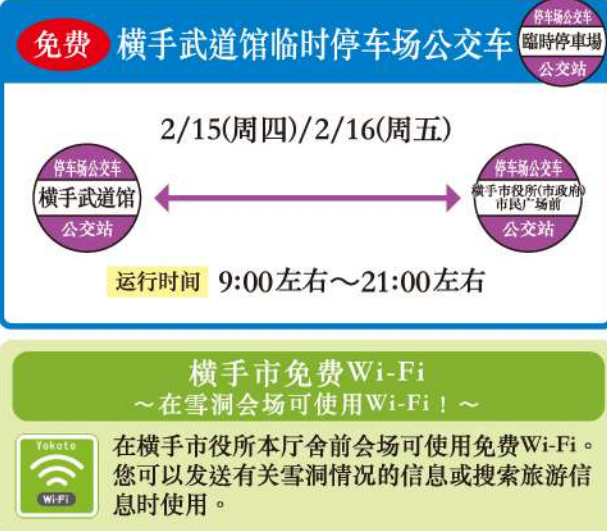 免费 横手武道馆临时停车场公交车
停车场公交车
臨時停車場
公交站
2/15(周四)/2/16(周五)
停车场公交车
横手武道馆
公交站
停车场公交车
横手市役所(市政府)
市民广场前
公交站
运行时间 9:00左右～21:00左右
横手市免费Wi-Fi
～在雪洞会场可使用Wi-Fi！～
Yokote
Wi-Fi
在横手市役所本厅舍前会场可使用免费Wi-Fi。
您可以发送有关雪洞情况的信息或搜索旅游信
息时使用。